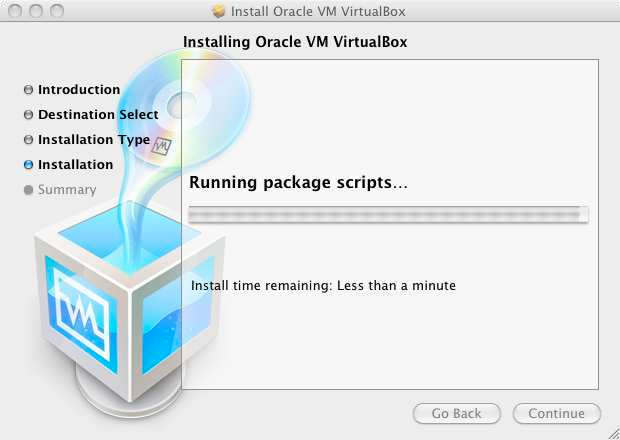 Install Oracle VM VirtualBox
Installing Oracle VM VirtualBox
Introduction
Destination Select
Installation Type
Installation
Summary
Running package scripts...
Install time remaining: Less than a minute
Go Back
Continue